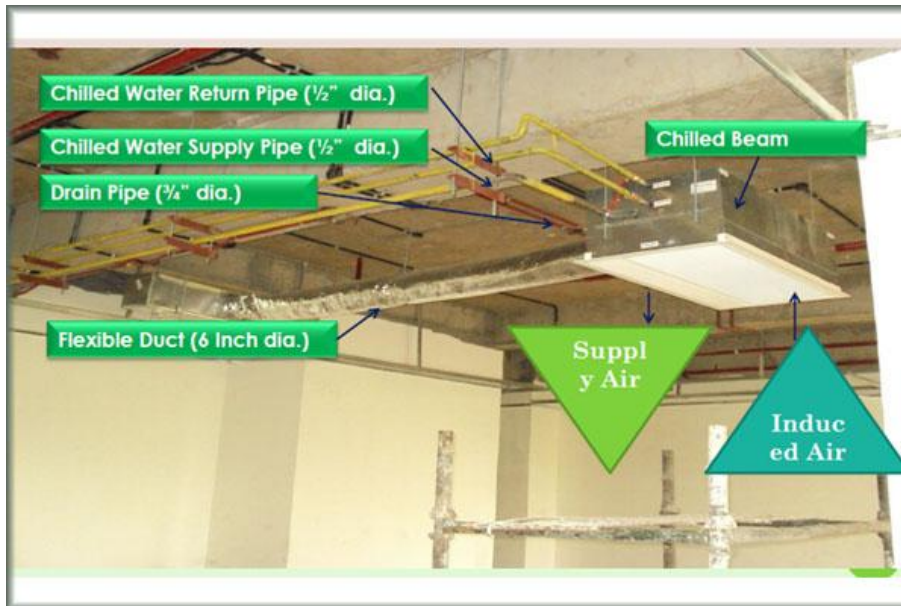 Chilled Water Return Pipe (½" dia.)
Chilled Water Supply Pipe (½" dia.)
Drain Pipe (¾" dia.)
Chilled Beam
Flexible Duct (6 Inch dia.)
Suppl
y Air
Induc
ed Air